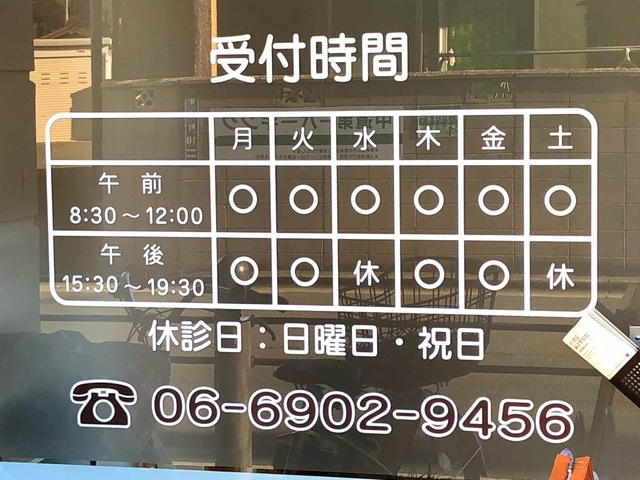 受付時間
月 火 水 木 金 土
午前
8:30～12:00 ○ ○ ○ ○ ○ ○
午後
15:30～19:30 ○ ○ 休 ○ ○ 休
休診日：日曜日・祝日
☎06-6902-9456